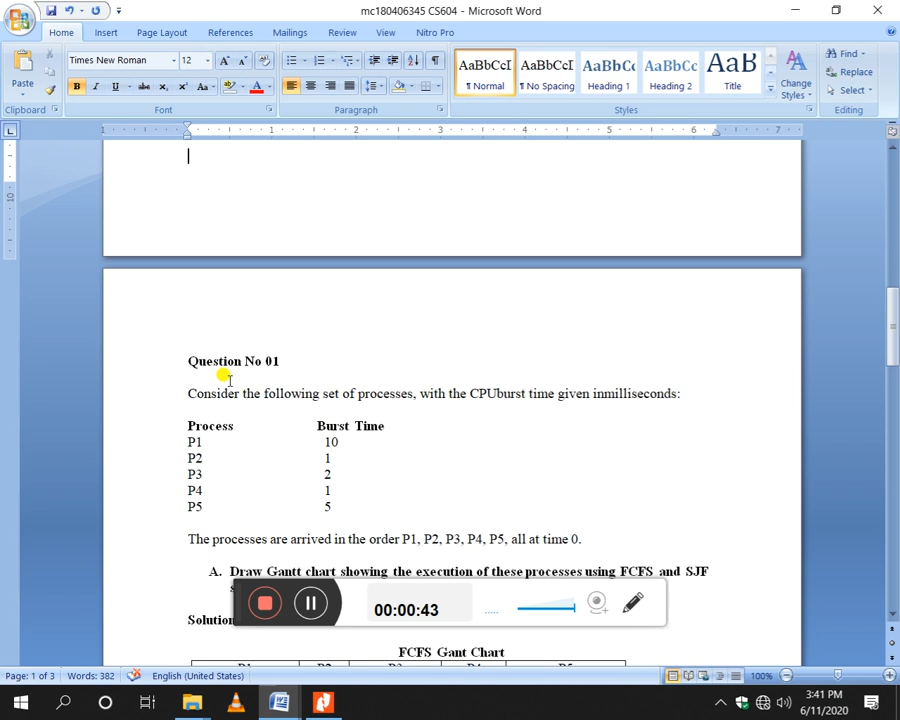 mc180406345 CS604 - Microsoft Word
Home Insert Page Layout References Mailings Review View Nitro Pro
Times New Roman 12
Paste
Clipboard Font Paragraph Styles Editing
AaBbCcI AaBbCcI AaBbCc AaBbCc AaB
¶ Normal ¶ No Spacing Heading 1 Heading 2 Title
Change Styles
Find
Replace
Select
Question No 01
Consider the following set of processes, with the CPUburst time given inmilliseconds:
Process Burst Time
P1 10
P2 1
P3 2
P4 1
P5 5
The processes are arrived in the order P1, P2, P3, P4, P5, all at time 0.
A. Draw Gantt chart showing the execution of these processes using FCFS and SJF
00:00:43
Solution
FCFS Gant Chart
P1 P2 P3 P4 P5
Page: 1 of 3 Words: 382 English (United States) 100%
3:41 PM
6/11/2020